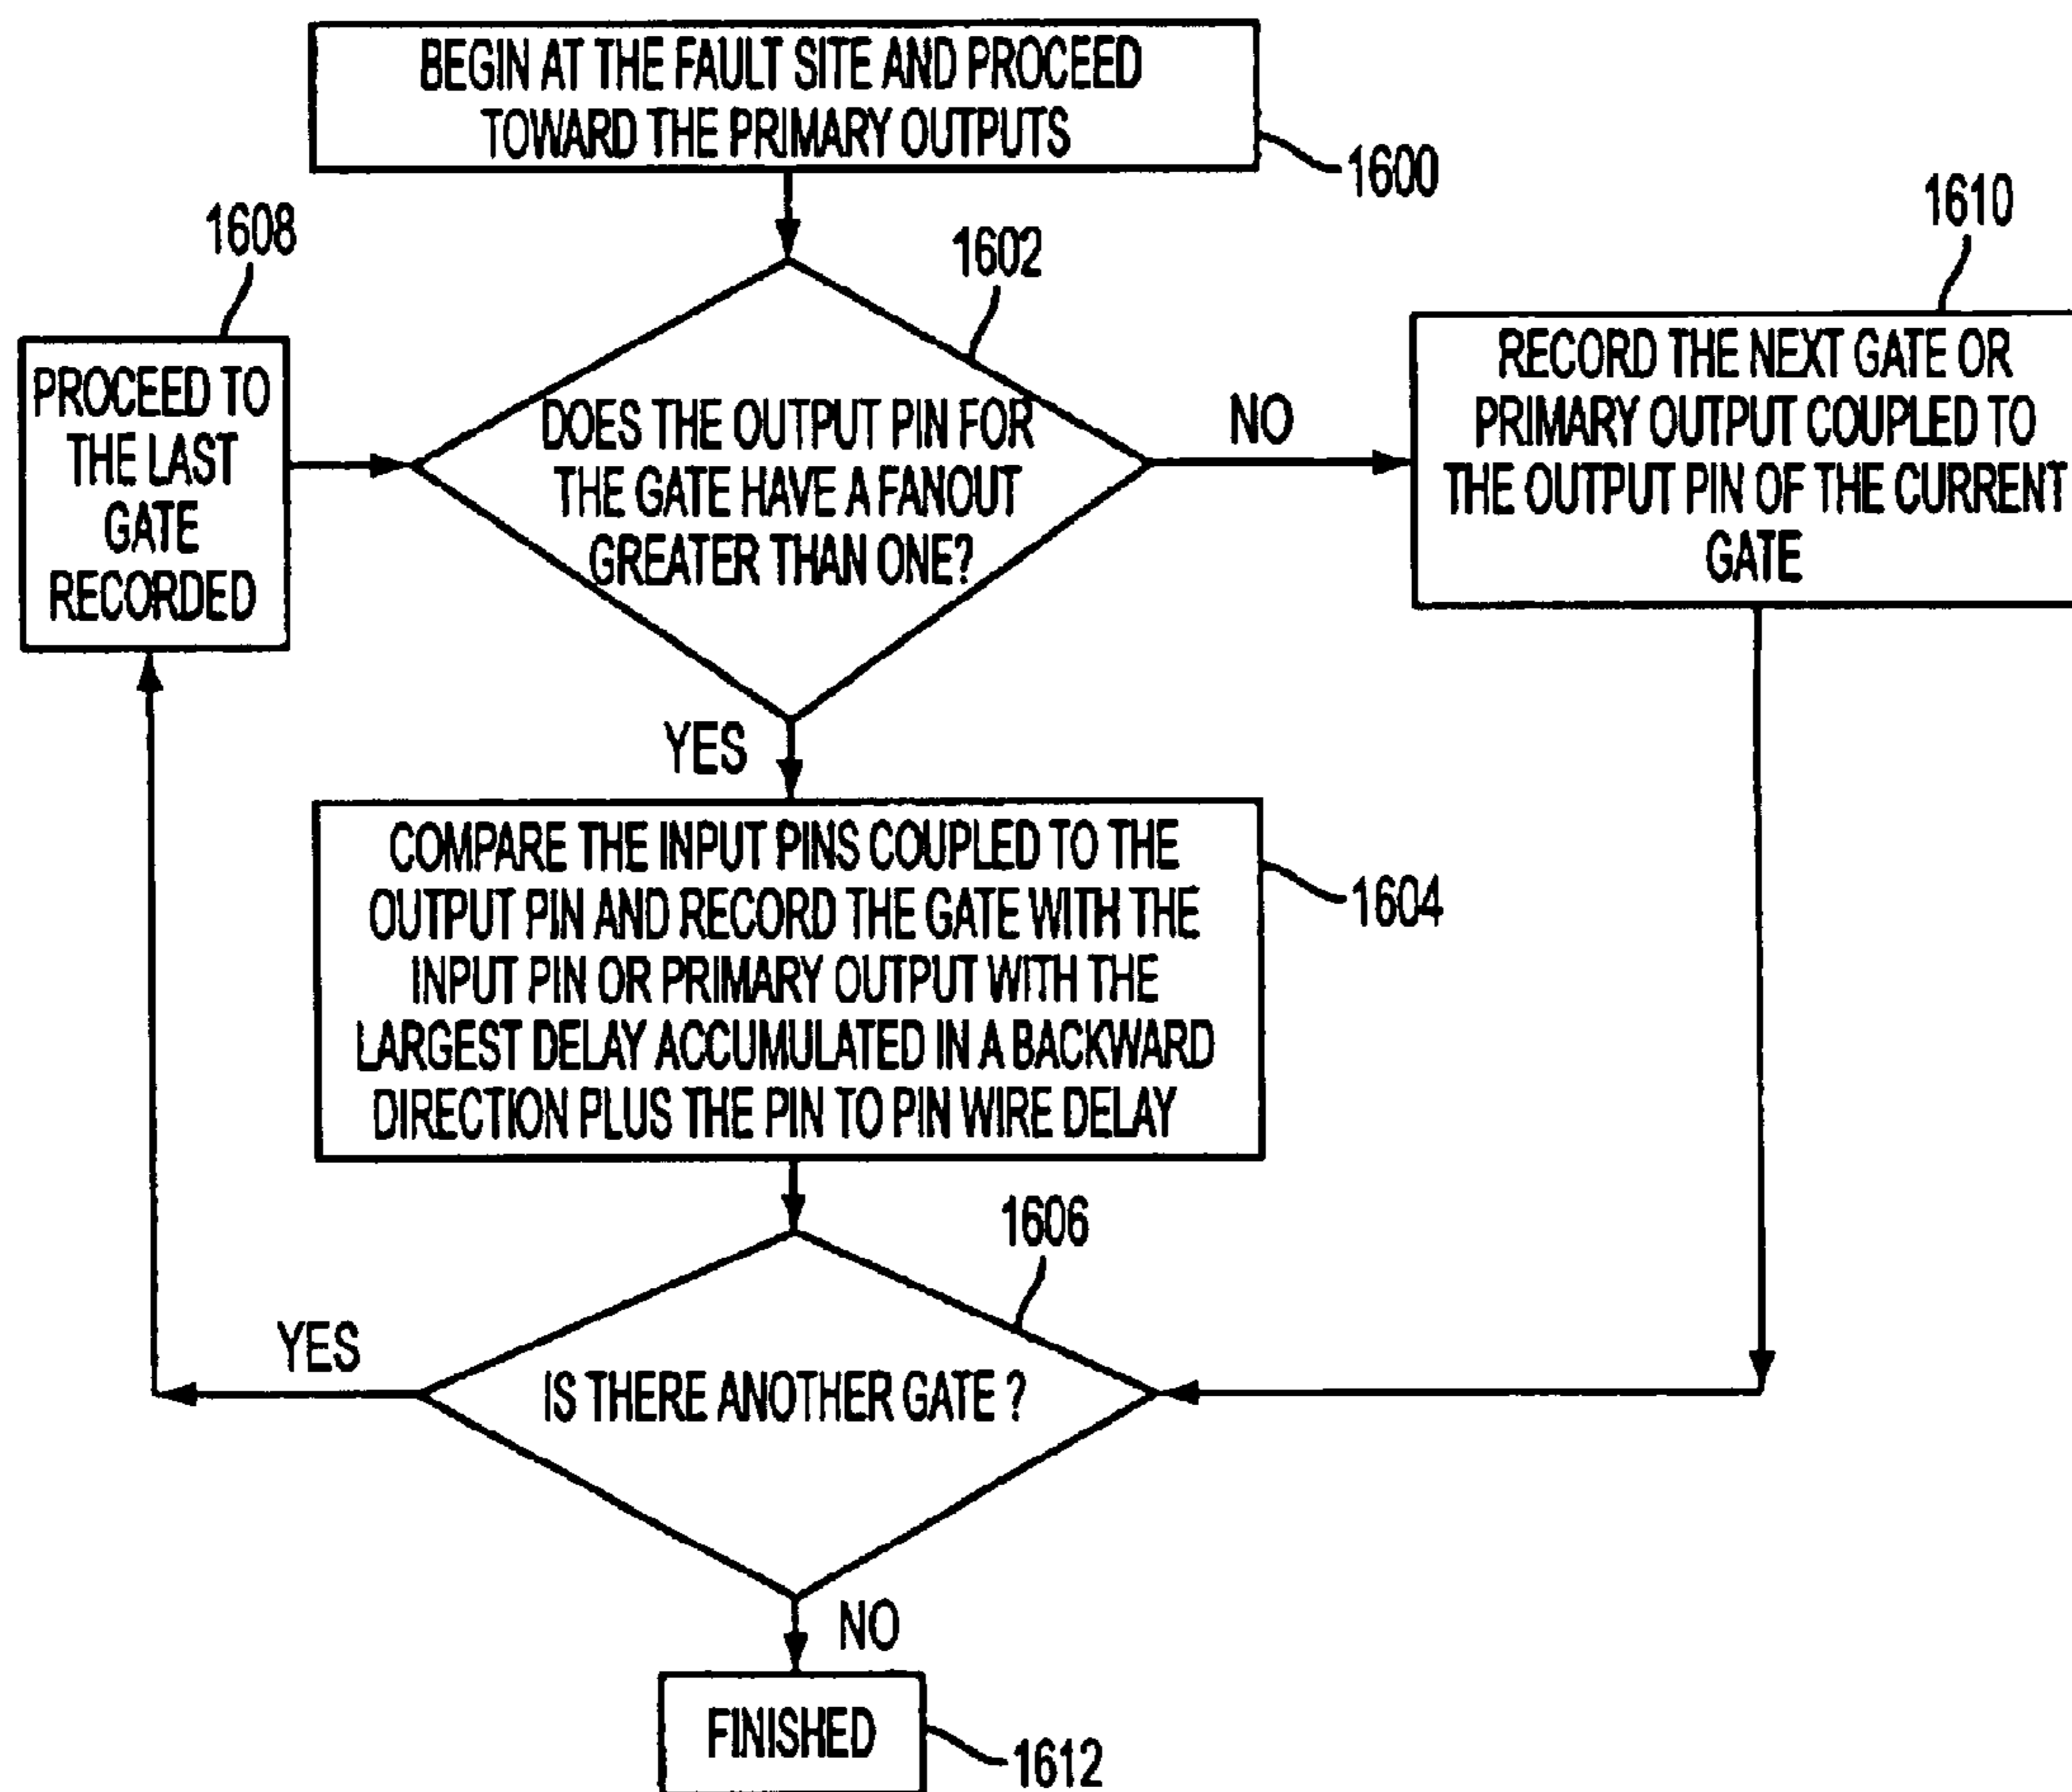 BEGIN AT THE FAULT SITE AND PROCEED
TOWARD THE PRIMARY OUTPUTS
1600
1608
1602
1610
PROCEED TO
THE LAST
GATE
RECORDED
DOES THE OUTPUT PIN FOR
THE GATE HAVE A FANOUT
GREATER THAN ONE?
NO
RECORD THE NEXT GATE OR
PRIMARY OUTPUT COUPLED TO
THE OUTPUT PIN OF THE CURRENT
GATE
YES
COMPARE THE INPUT PINS COUPLED TO THE
OUTPUT PIN AND RECORD THE GATE WITH THE
INPUT PIN OR PRIMARY OUTPUT WITH THE
LARGEST DELAY ACCUMULATED IN A BACKWARD
DIRECTION PLUS THE PIN TO PIN WIRE DELAY
1604
1606
YES
IS THERE ANOTHER GATE ?
NO
FINISHED
1612